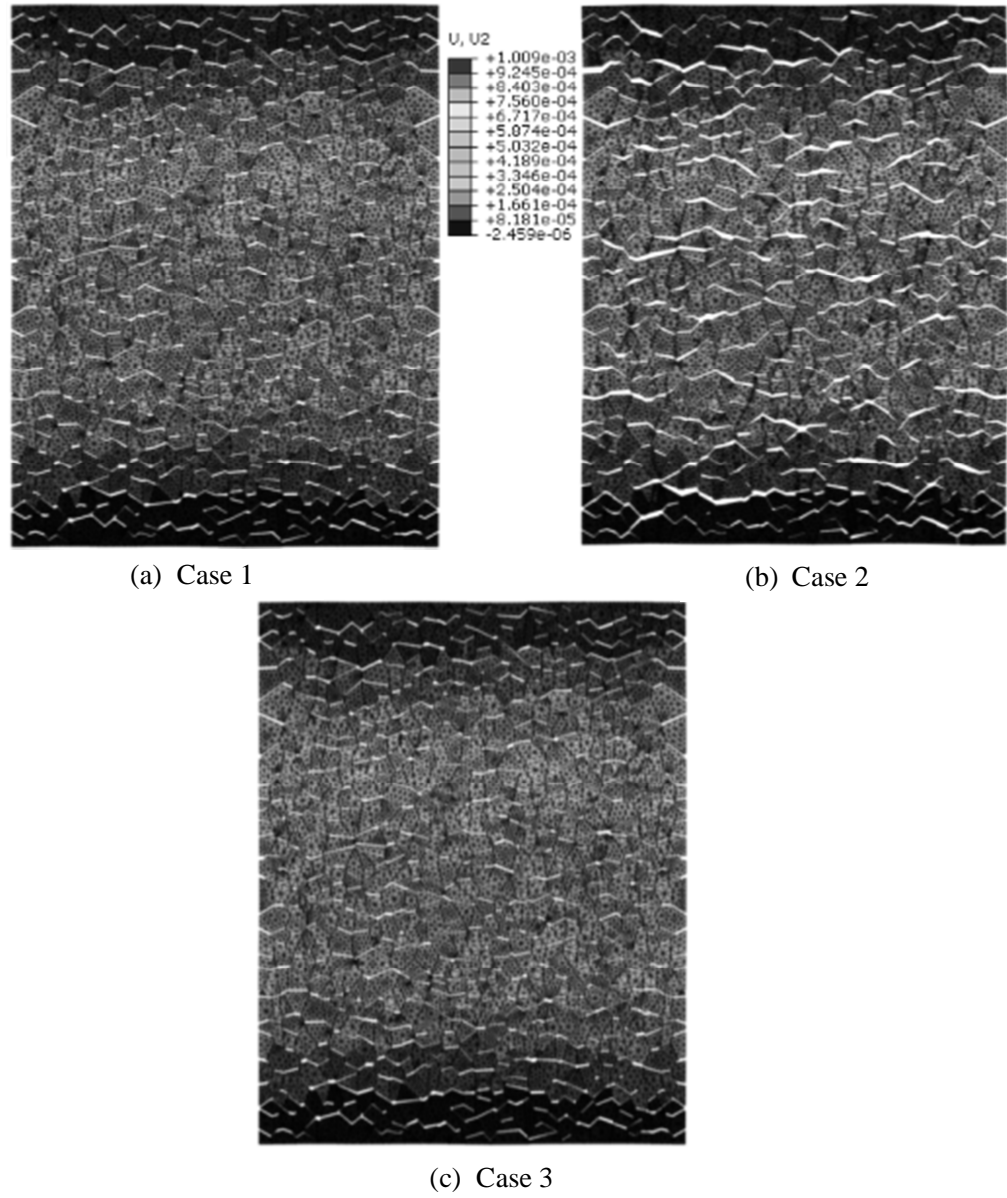 U, U2
+1.009e-03
+9.245e-04
+8.403e-04
+7.560e-04
+6.717e-04
+5.874e-04
+5.032e-04
+4.189e-04
+3.346e-04
+2.504e-04
+1.661e-04
+8.181e-05
-2.459e-06
(a) Case 1
(b) Case 2
(c) Case 3